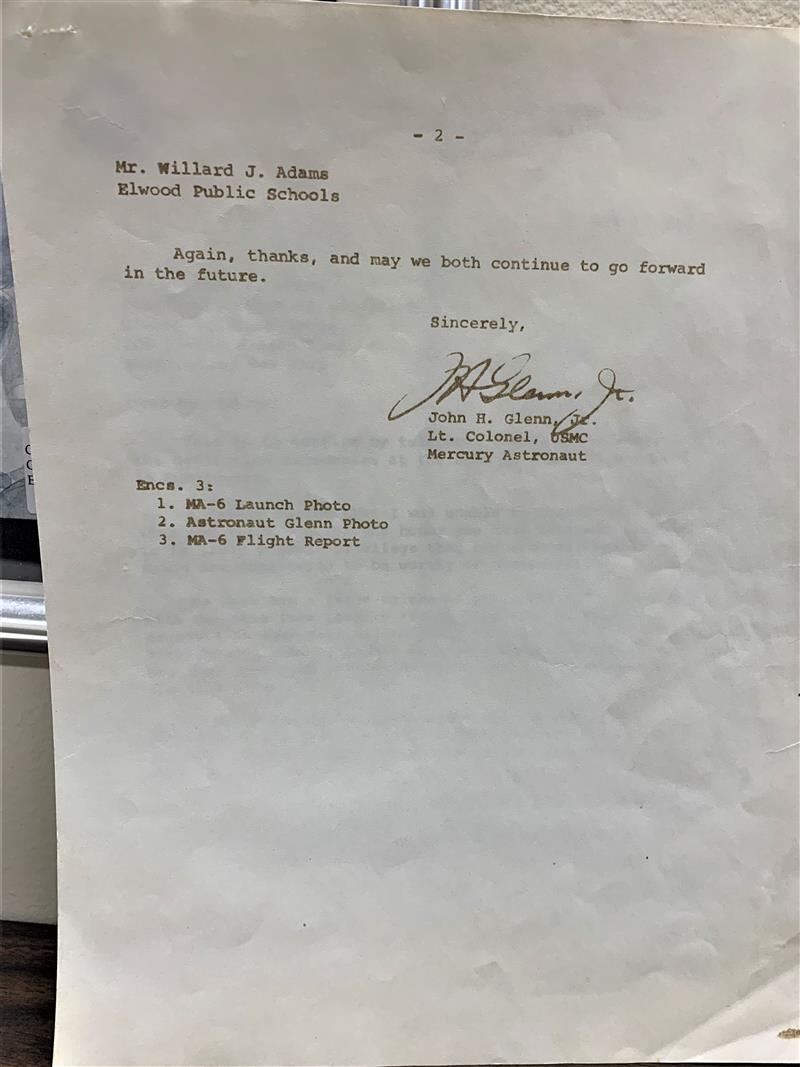 - 2 -
Mr. Willard J. Adams
Elwood Public Schools
Again, thanks, and may we both continue to go forward
in the future.
Sincerely,
JH Glenn, Jr.
John H. Glenn, Jr.
Lt. Colonel, USMC
Mercury Astronaut
Encs. 3:
1. MA-6 Launch Photo
2. Astronaut Glenn Photo
3. MA-6 Flight Report